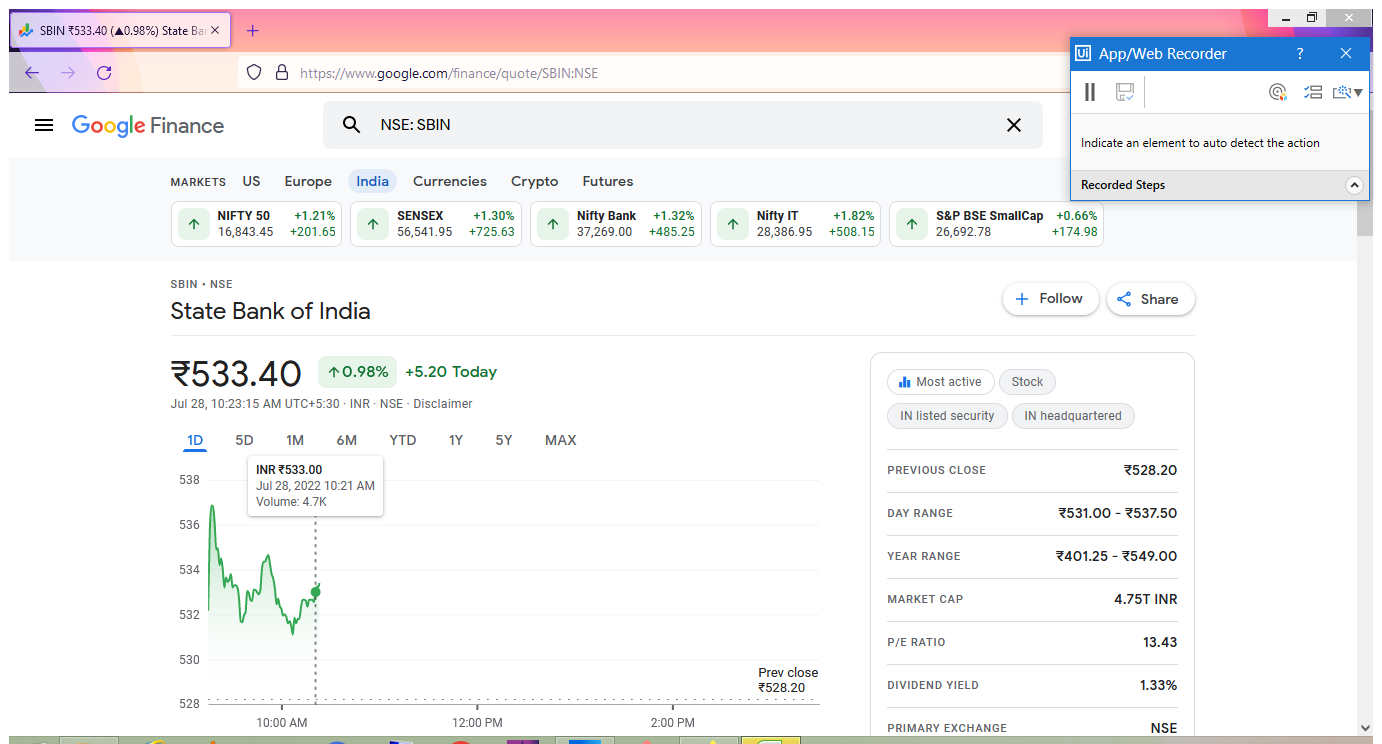 SBIN ₹533.40 (▲0.98%) State Ba
https://www.google.com/finance/quote/SBIN:NSE
Ui App/Web Recorder ?
Indicate an element to auto detect the action
Recorded Steps
Google Finance
NSE: SBIN
MARKETS US Europe India Currencies Crypto Futures
NIFTY 50 +1.21%
16,843.45 +201.65
SENSEX +1.30%
56,541.95 +725.63
Nifty Bank +1.32%
37,269.00 +485.25
Nifty IT +1.82%
28,386.95 +508.15
S&P BSE SmallCap +0.66%
26,692.78 +174.98
SBIN • NSE
State Bank of India
Follow Share
₹533.40 ↑0.98% +5.20 Today
Jul 28, 10:23:15 AM UTC+5:30 · INR · NSE · Disclaimer
1D 5D 1M 6M YTD 1Y 5Y MAX
INR ₹533.00
Jul 28, 2022 10:21 AM
Volume: 4.7K
538
536
534
532
530
528
Prev close
₹528.20
10:00 AM 12:00 PM 2:00 PM
Most active Stock
IN listed security IN headquartered
PREVIOUS CLOSE ₹528.20
DAY RANGE ₹531.00 - ₹537.50
YEAR RANGE ₹401.25 - ₹549.00
MARKET CAP 4.75T INR
P/E RATIO 13.43
DIVIDEND YIELD 1.33%
PRIMARY EXCHANGE NSE